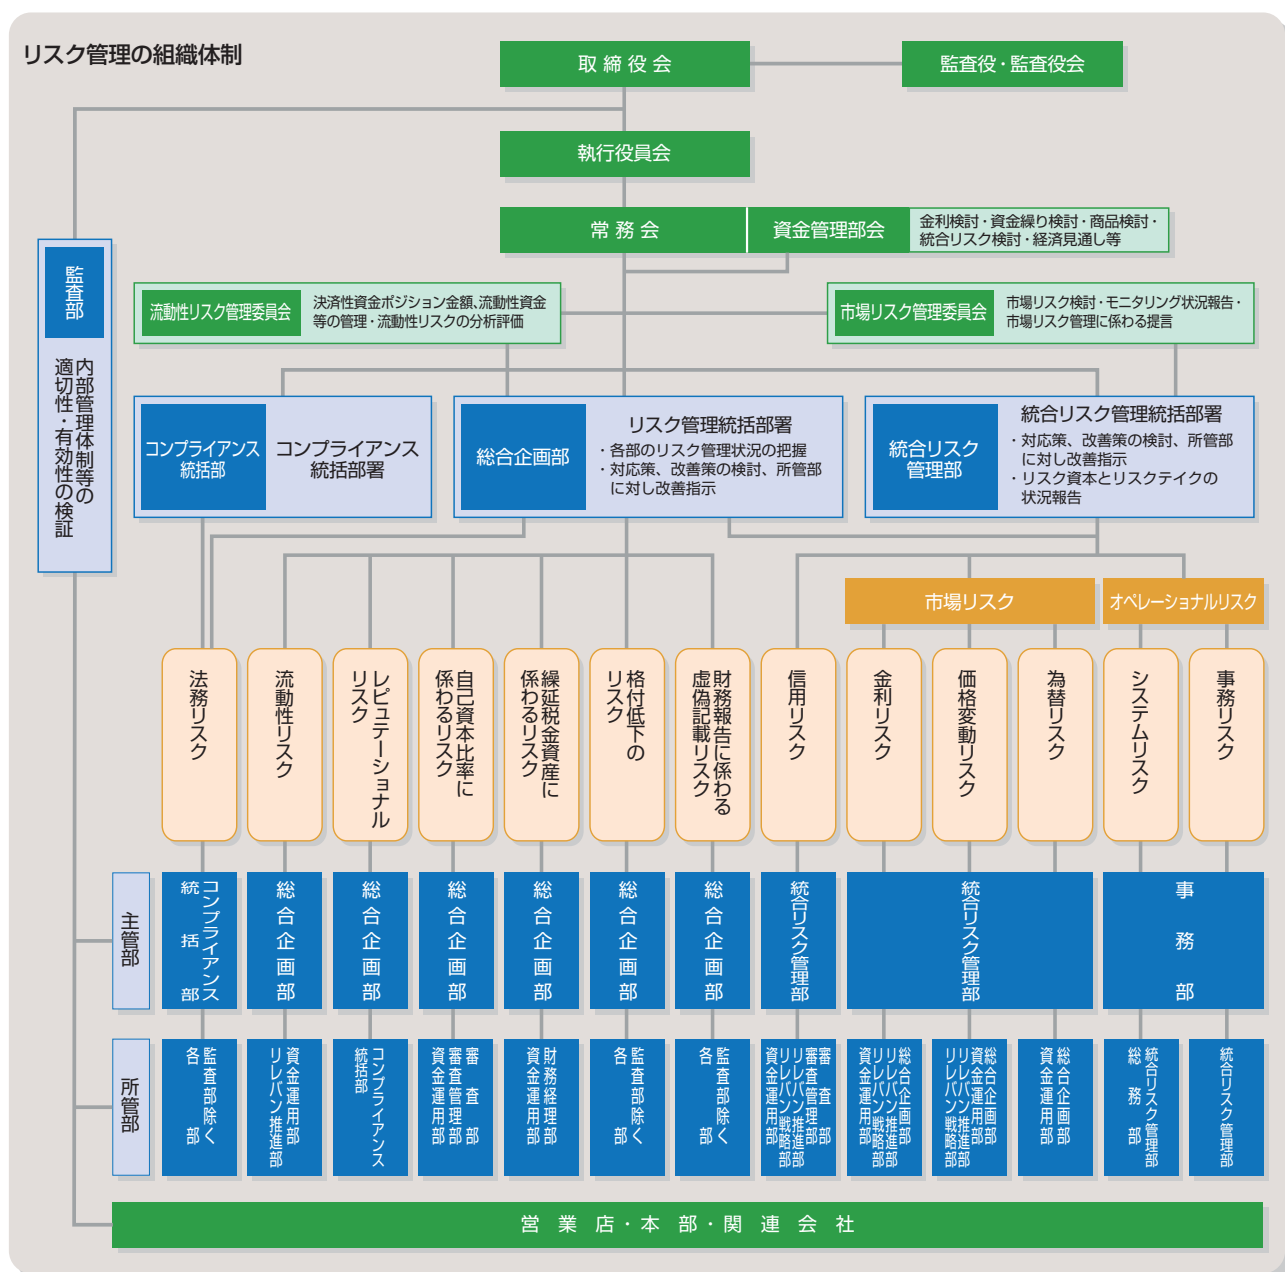 リスク管理の組織体制
取締役会
監査役・監査役会
執行役員会
常務会
資金管理部会
金利検討・資金繰り検討・商品検討・
統合リスク検討・経済見通し等
監査部
内部管理体制等の
適切性・有効性の検証
流動性リスク管理委員会
決済性資金ポジション金額、流動性資金
等の管理・流動性リスクの分析評価
市場リスク管理委員会
市場リスク検討・モニタリング状況報告・
市場リスク管理に係わる提言
コンプライアンス
統括部
コンプライアンス
統括部署
総合企画部
リスク管理統括部署
・各部のリスク管理状況の把握
・対応策、改善策の検討、所管部
に対し改善指示
統合リスク
管理部
統合リスク管理統括部署
・対応策、改善策の検討、所管部
に対し改善指示
・リスク資本とリスクテイクの
状況報告
市場リスク
オペレーショナルリスク
法務リスク
流動性リスク
レピュテーショナル
リスク
自己資本比率に
係わるリスク
繰延税金資産に
係わるリスク
格付低下の
リスク
財務報告に係わる
虚偽記載リスク
信用リスク
金利リスク
価格変動リスク
為替リスク
システムリスク
事務リスク
主管部
コンプライアンス
統括部
総合企画部
総合企画部
総合企画部
総合企画部
総合企画部
総合企画部
統合リスク管理部
統合リスク管理部
事務部
所管部
監査部除く
各部
資金運用部
リレバン推進部
コンプライアンス
統括部
審査部
審査管理部
資金運用部
財務経理部
資金運用部
監査部除く
各部
監査部除く
各部
審査部
審査管理部
リレバン推進部
リレバン戦略部
資金運用部
総合企画部
リレバン推進部
リレバン戦略部
資金運用部
総合企画部
資金運用部
リレバン推進部
リレバン戦略部
総合企画部
資金運用部
統合リスク管理部
総務部
統合リスク管理部
営業店・本部・関連会社